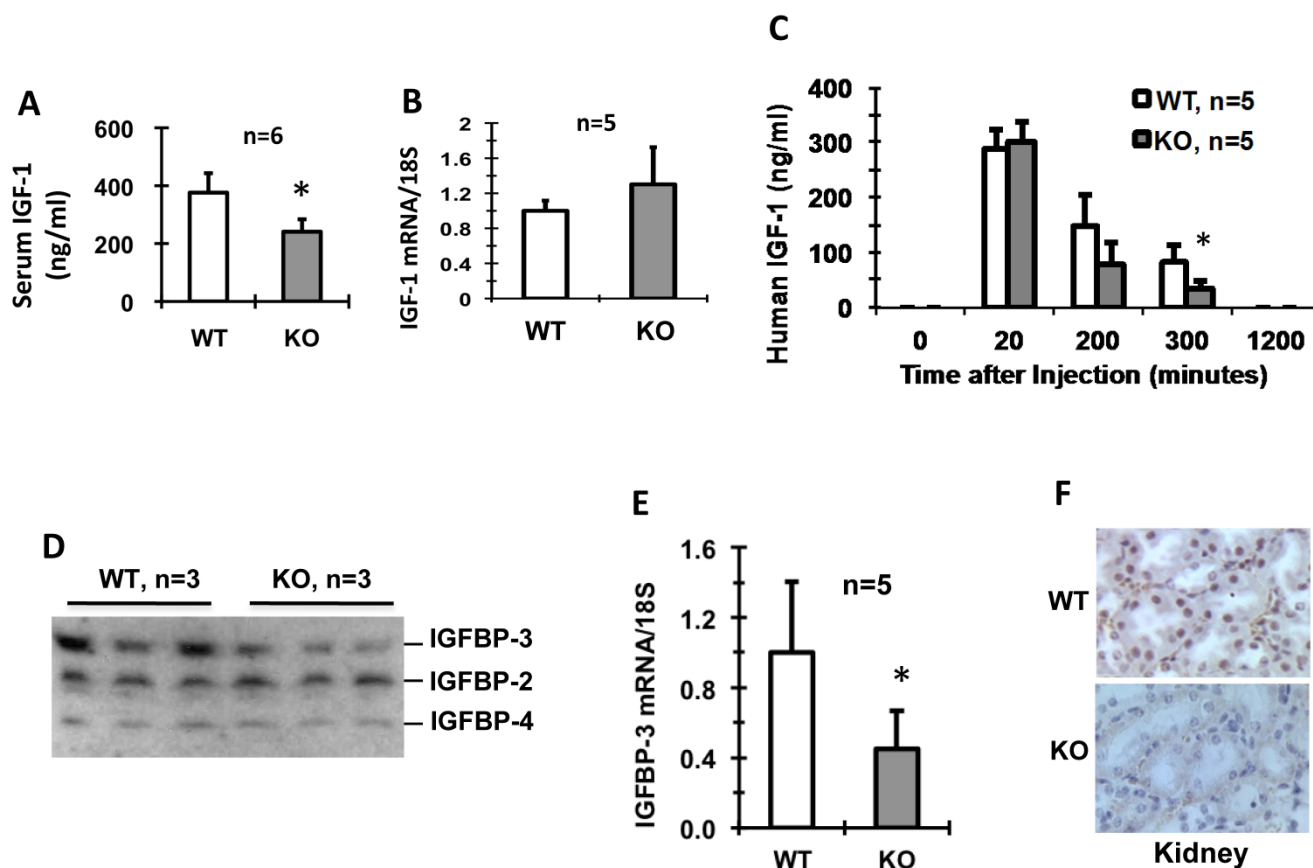 A
n=6
Serum IGF-1
(ng/ml)
600
400
200
0
*
WT
KO
B
n=5
IGF-1 mRNA/18S
2
1.6
1.2
0.8
0.4
0
WT
KO
C
Human IGF-1 (ng/ml)
400
300
200
100
0
WT, n=5
KO, n=5
*
0
20
200
300
1200
Time after Injection (minutes)
D
WT, n=3
KO, n=3
IGFBP-3
IGFBP-2
IGFBP-4
E
IGFBP-3 mRNA/18S
1.6
1.2
0.8
0.4
0.0
n=5
*
WT
KO
F
WT
KO
Kidney